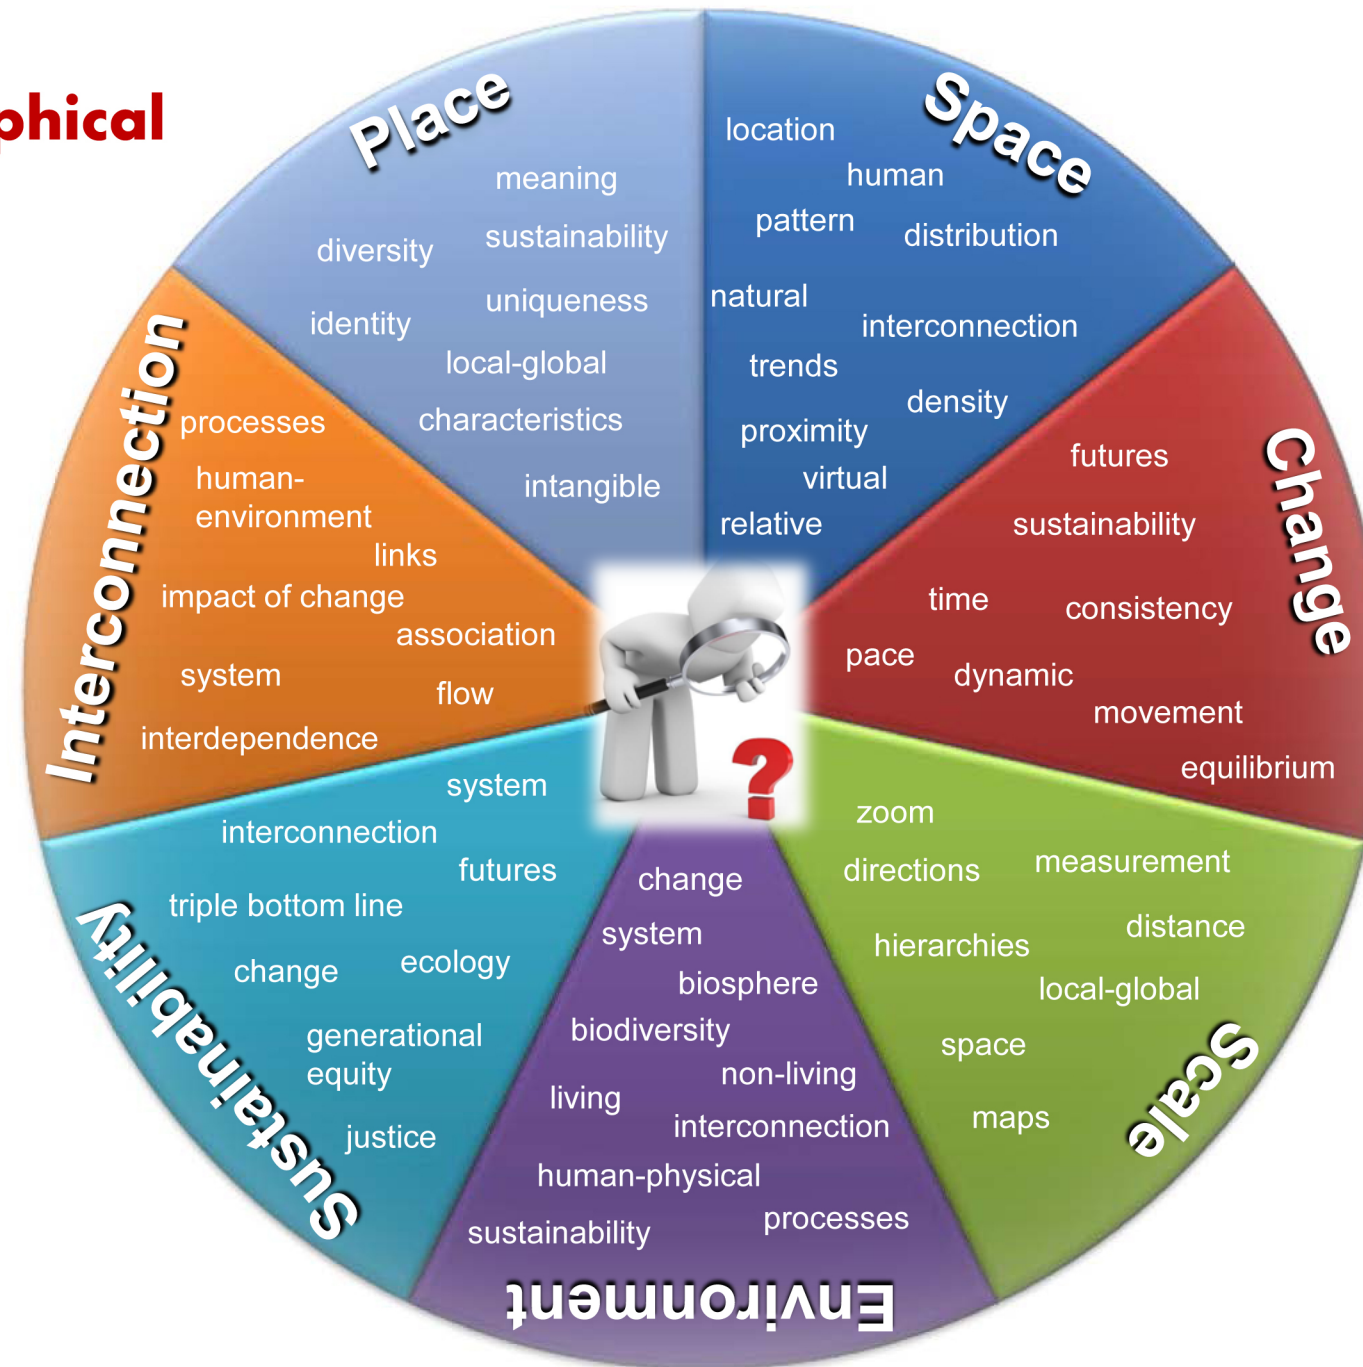 phical
Place
meaning
diversity
sustainability
uniqueness
identity
local-global
characteristics
intangible
Space
location
human
pattern
distribution
natural
interconnection
trends
density
proximity
virtual
relative
Change
futures
sustainability
time
consistency
pace
dynamic
movement
equilibrium
Scale
zoom
directions
measurement
distance
hierarchies
local-global
space
maps
Environment
change
system
biosphere
biodiversity
non-living
living
interconnection
human-physical
processes
sustainability
Sustainability
system
interconnection
futures
triple bottom line
change
ecology
generational
equity
justice
Interconnection
processes
human-
environment
links
impact of change
association
system
flow
interdependence
?